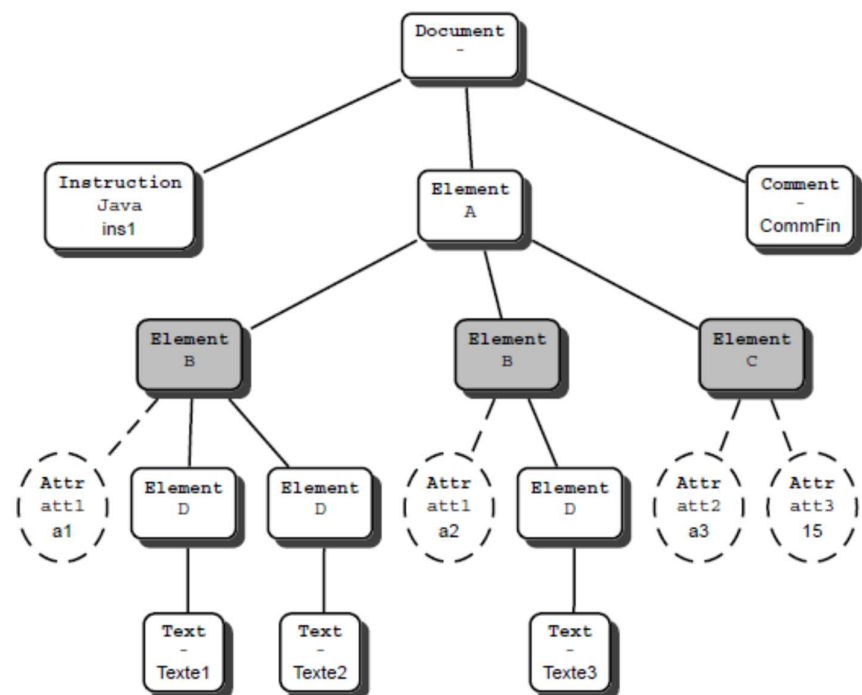 Document
-
Instruction
Java
ins1
Element
A
Comment
-
CommFin
Element
B
Element
B
Element
C
Attr
att1
a1
Element
D
Element
D
Attr
att1
a2
Element
D
Attr
att2
a3
Attr
att3
15
Text
-
Texte1
Text
-
Texte2
Text
-
Texte3